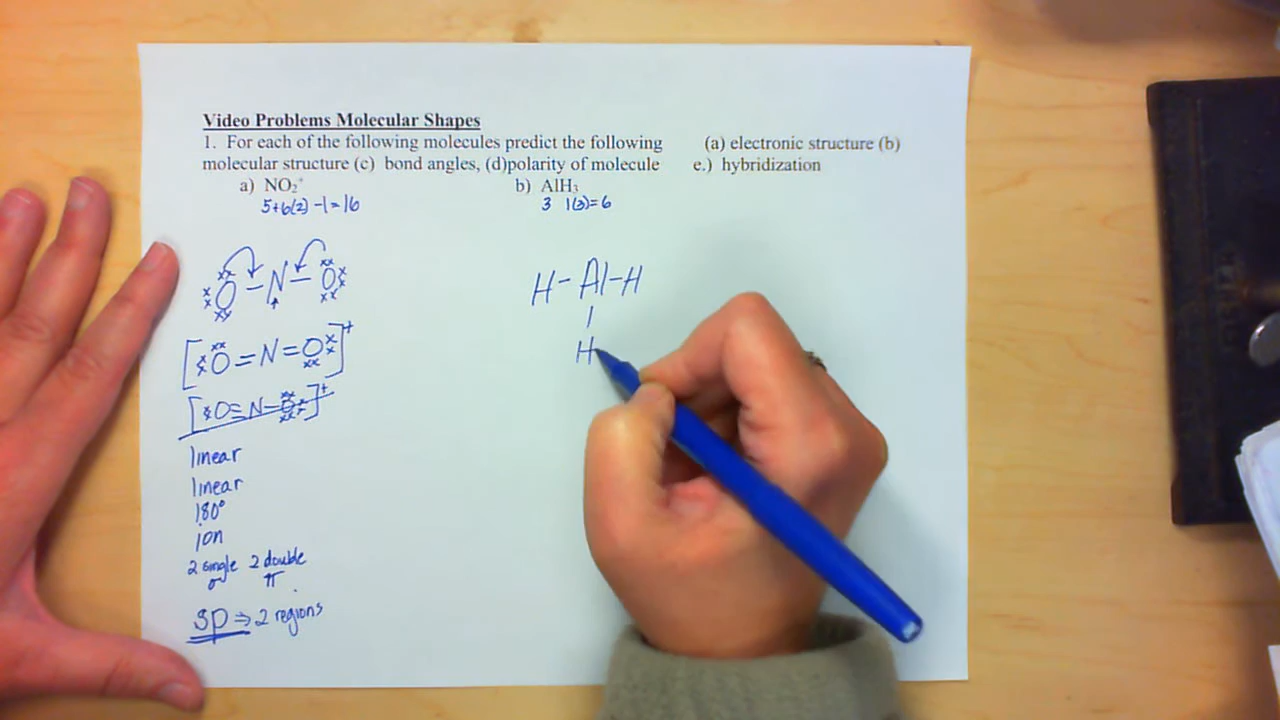 Video Problems Molecular Shapes
1. For each of the following molecules predict the following (a) electronic structure (b)
molecular structure (c) bond angles, (d)polarity of molecule e.) hybridization
a) NO₂⁺ b) AlH₃
5+6(2)-1=16 3 1(3)=6
O-N-O
H-Al-H
|
H
[O=N=O]⁺
[O≡N-O]⁺
linear
linear
180°
ion
2 single 2 double
σ π
sp ⇒ 2 regions